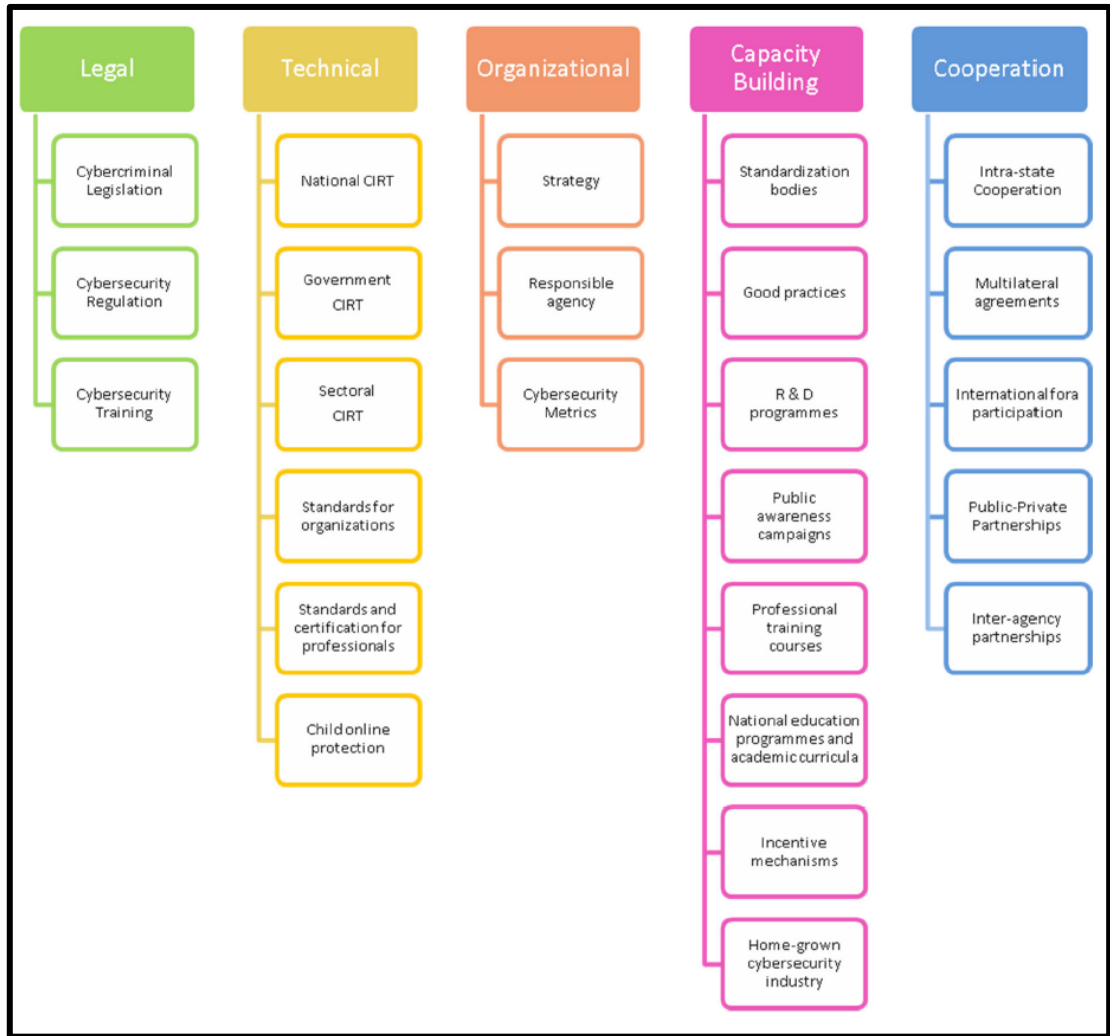 Legal
Cybercriminal
Legislation
Cybersecurity
Regulation
Cybersecurity
Training
Technical
National CIRT
Government
CIRT
Sectoral
CIRT
Standards for
organizations
Standards and
certification for
professionals
Child online
protection
Organizational
Strategy
Responsible
agency
Cybersecurity
Metrics
Capacity
Building
Standardization
bodies
Good practices
R & D
programmes
Public
awareness
campaigns
Professional
training
courses
National education
programmes and
academic curricula
Incentive
mechanisms
Home-grown
cybersecurity
industry
Cooperation
Intra-state
Cooperation
Multilateral
agreements
International fora
participation
Public-Private
Partnerships
Inter-agency
partnerships